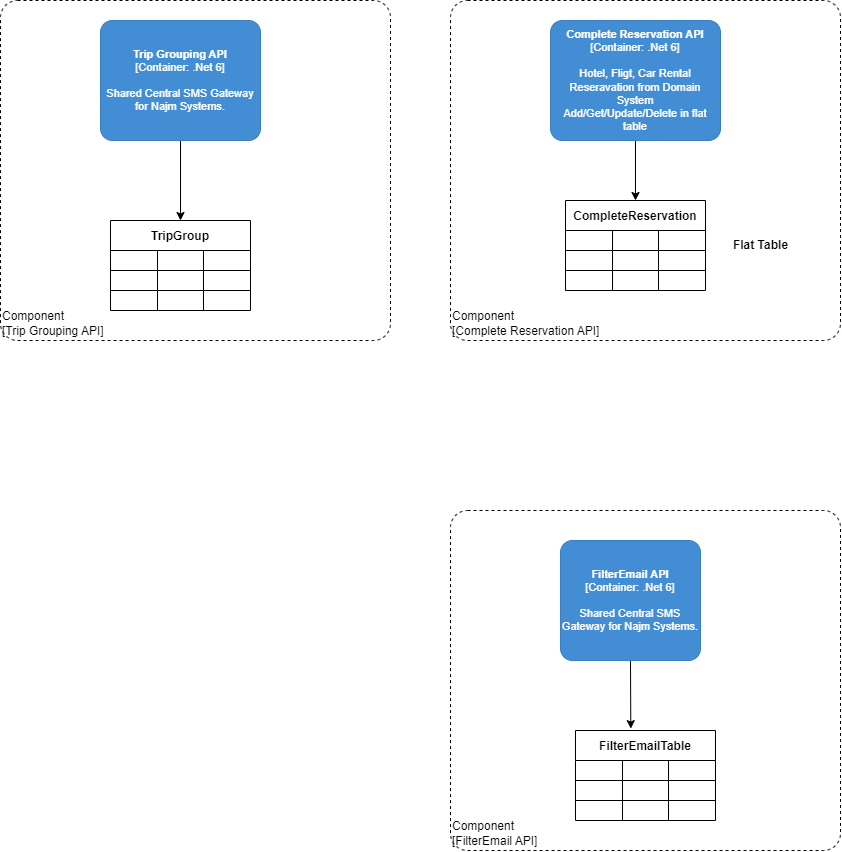 Trip Grouping API
[Container: .Net 6]
Shared Central SMS Gateway
for Najm Systems.
TripGroup
Component
[Trip Grouping API]
Complete Reservation API
[Container: .Net 6]
Hotel, Fligt, Car Rental
Reseravation from Domain
System
Add/Get/Update/Delete in flat
table
CompleteReservation
Flat Table
Component
[Complete Reservation API]
FilterEmail API
[Container: .Net 6]
Shared Central SMS
Gateway for Najm Systems.
FilterEmailTable
Component
[FilterEmail API]